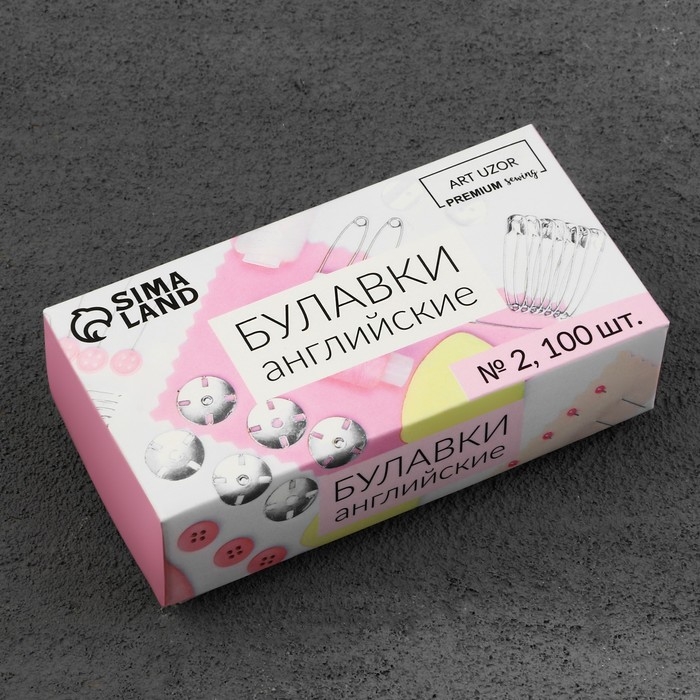 ART UZOR
PREMIUM sewing
SIMA
LAND
БУЛАВКИ
английские
№ 2, 100 шт.
БУЛАВКИ
английские